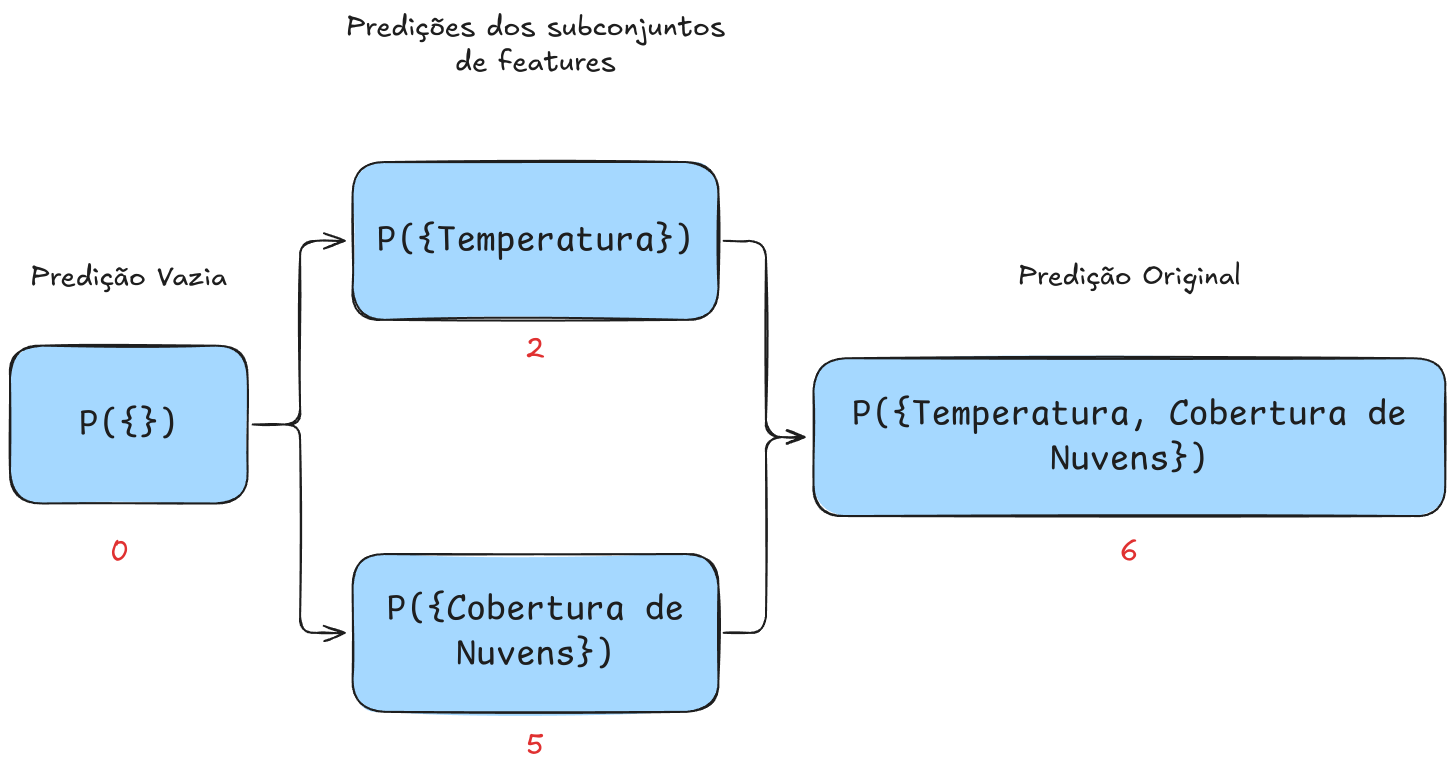 Predições dos subconjuntos
de features
P({Temperatura})
2
Predição Vazia
P({})
0
Predição Original
P({Temperatura, Cobertura de
Nuvens})
6
P({Cobertura de
Nuvens})
5